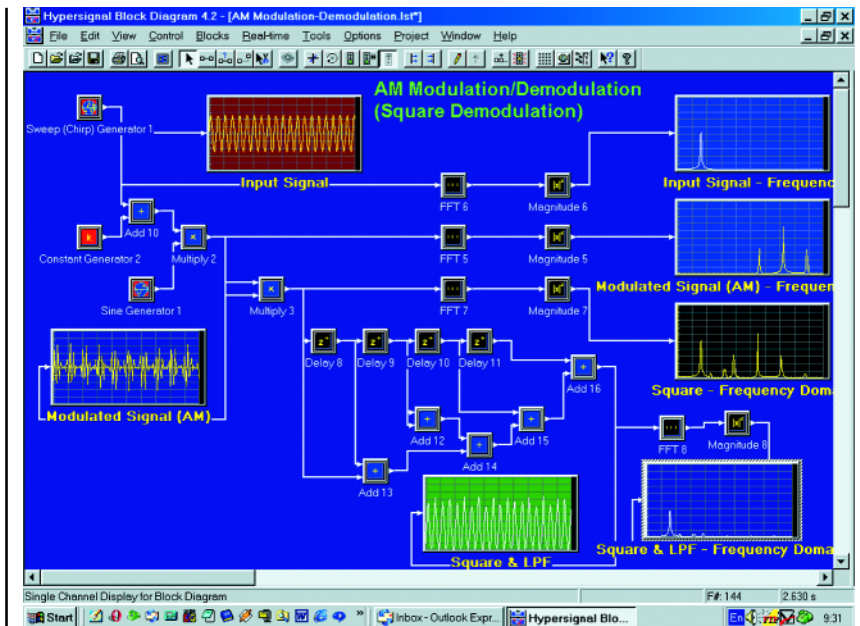 Hypersignal Block Diagram 4.2 - [AM Modulation-Demodulation.lst*]
File Edit View Control Blocks Real-time Tools Options Project Window Help
AM Modulation/Demodulation
(Square Demodulation)
Sweep (Chirp) Generator 1
Input Signal
FFT 6
Magnitude 6
Input Signal - Frequenc
Add 10
Constant Generator 2
Multiply 2
FFT 5
Magnitude 5
Modulated Signal (AM) - Frequen
Sine Generator 1
Multiply 3
FFT 7
Magnitude 7
Delay 8
Delay 9
Delay 10
Delay 11
Add 16
Square - Frequency Dom
Modulated Signal (AM)
Add 12
Add 15
Add 14
Add 13
FFT 8
Magnitude 8
Square & LPF
Square & LPF - Frequency Doma
Single Channel Display for Block Diagram
F#: 144
2.630 s
Start
Inbox - Outlook Expr...
Hypersignal Blo...
En
9:31